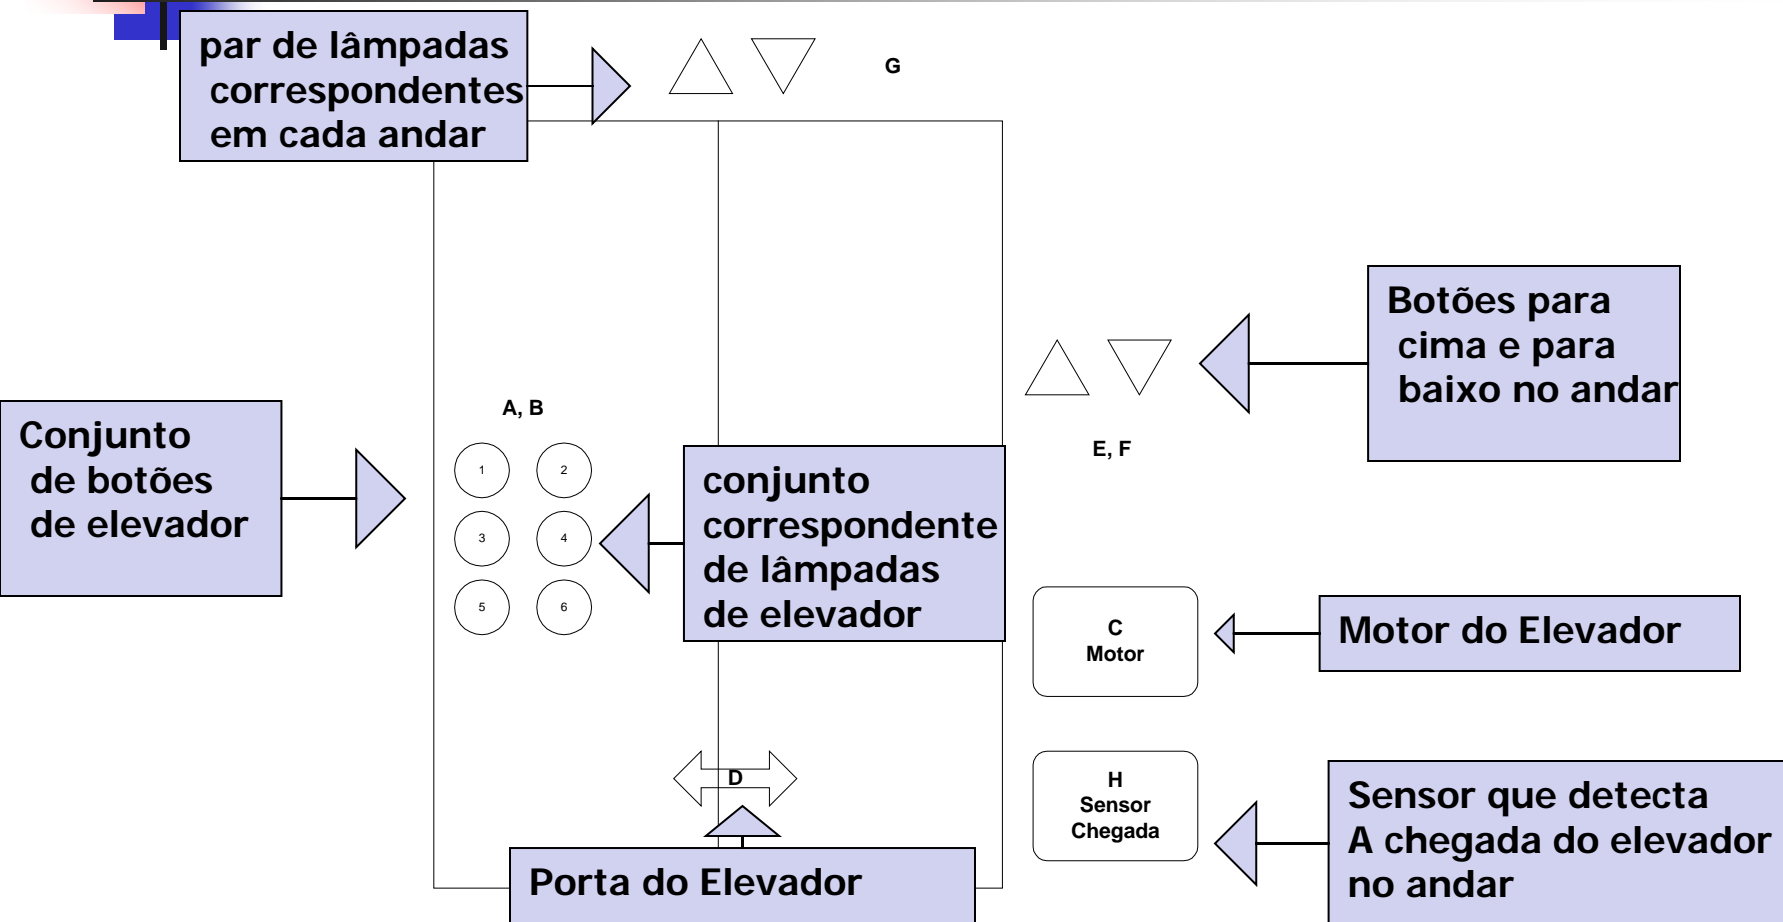 par de lâmpadas
correspondentes
em cada andar
G
Botões para
cima e para
baixo no andar
E, F
A, B
Conjunto
de botões
de elevador
1 2
3 4
5 6
conjunto
correspondente
de lâmpadas
de elevador
C
Motor
Motor do Elevador
D
Porta do Elevador
H
Sensor
Chegada
Sensor que detecta
A chegada do elevador
no andar